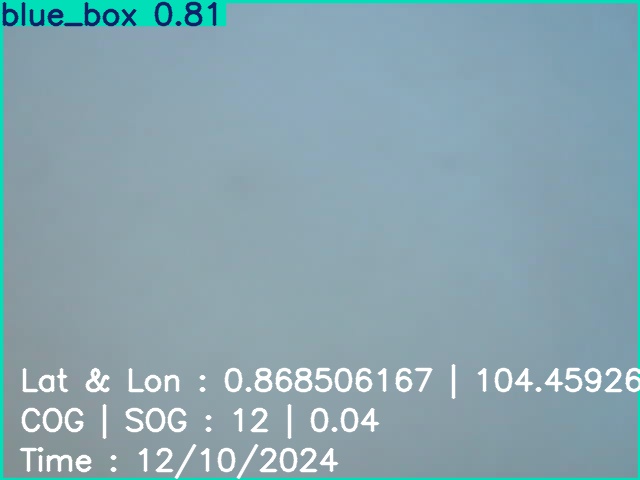 blue_box 0.81
Lat & Lon : 0.868506167 | 104.45926
COG | SOG : 12 | 0.04
Time : 12/10/2024